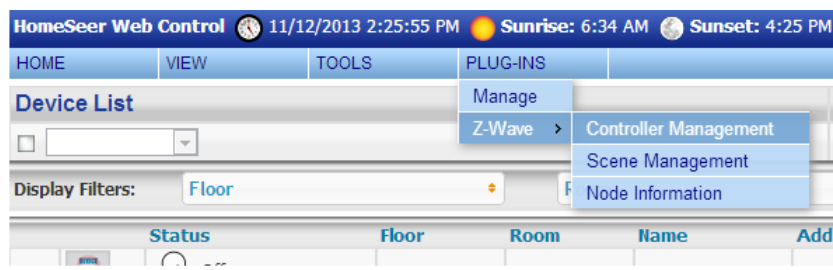 HomeSeer Web Control 11/12/2013 2:25:55 PM Sunrise: 6:34 AM Sunset: 4:25 PM
HOME VIEW TOOLS PLUG-INS
Device List Manage
Z-Wave Controller Management
Scene Management
Display Filters: Floor Node Information
Status Floor Room Name Add